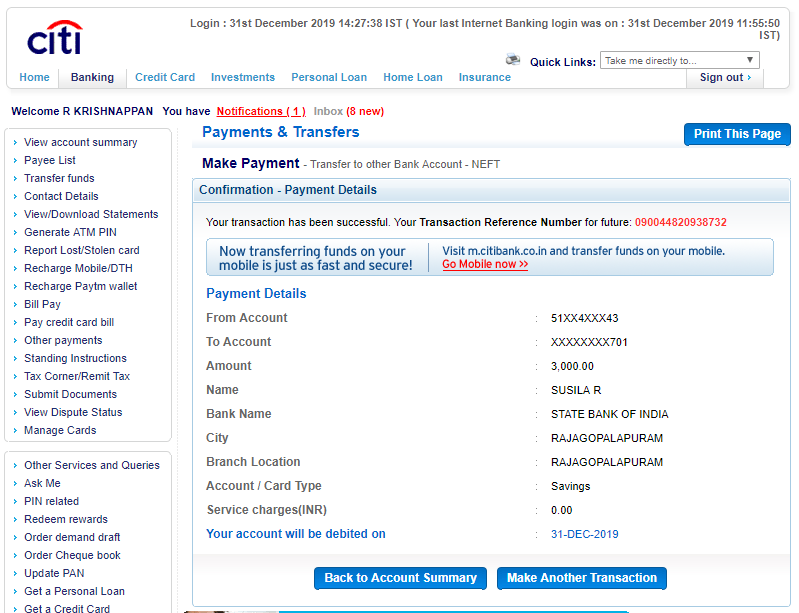 citi
Login : 31st December 2019 14:27:38 IST ( Your last Internet Banking login was on : 31st December 2019 11:55:50
IST)
Quick Links: Take me directly to...
Home Banking Credit Card Investments Personal Loan Home Loan Insurance Sign out ›
Welcome R KRISHNAPPAN You have Notifications ( 1 ) Inbox (8 new)
View account summary
Payee List
Transfer funds
Contact Details
View/Download Statements
Generate ATM PIN
Report Lost/Stolen card
Recharge Mobile/DTH
Recharge Paytm wallet
Bill Pay
Pay credit card bill
Other payments
Standing Instructions
Tax Corner/Remit Tax
Submit Documents
View Dispute Status
Manage Cards
Other Services and Queries
Ask Me
PIN related
Redeem rewards
Order demand draft
Order Cheque book
Update PAN
Get a Personal Loan
Get a Credit Card
Payments & Transfers
Print This Page
Make Payment - Transfer to other Bank Account - NEFT
Confirmation - Payment Details
Your transaction has been successful. Your Transaction Reference Number for future: 090044820938732
Now transferring funds on your
mobile is just as fast and secure!
Visit m.citibank.co.in and transfer funds on your mobile.
Go Mobile now >>
Payment Details
From Account : 51XX4XXX43
To Account : XXXXXXXX701
Amount : 3,000.00
Name : SUSILA R
Bank Name : STATE BANK OF INDIA
City : RAJAGOPALAPURAM
Branch Location : RAJAGOPALAPURAM
Account / Card Type : Savings
Service charges(INR) : 0.00
Your account will be debited on : 31-DEC-2019
Back to Account Summary Make Another Transaction